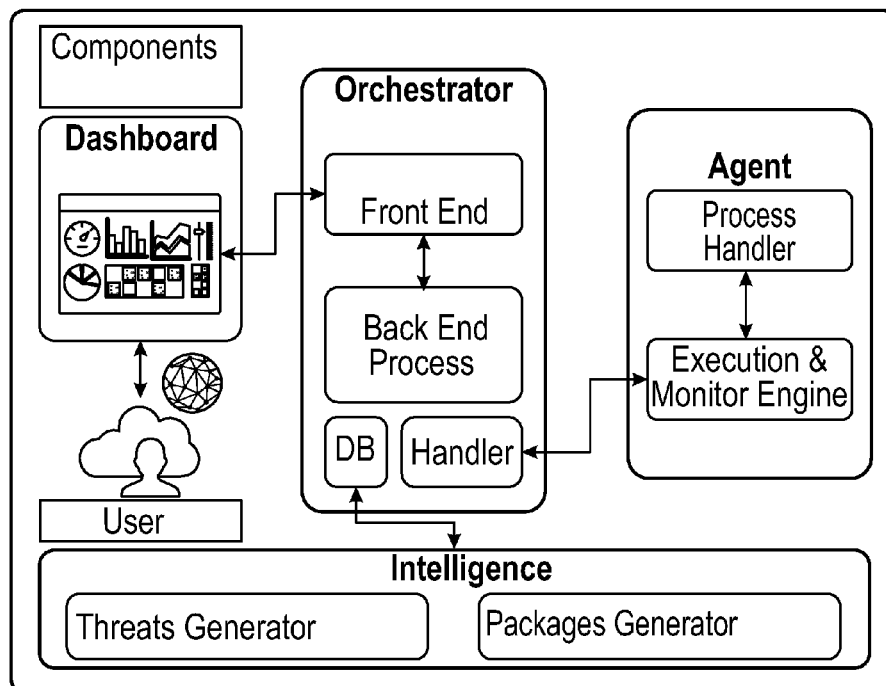 Components
Dashboard
User
Orchestrator
Front End
Back End
Process
DB
Handler
Agent
Process
Handler
Execution &
Monitor Engine
Intelligence
Threats Generator
Packages Generator